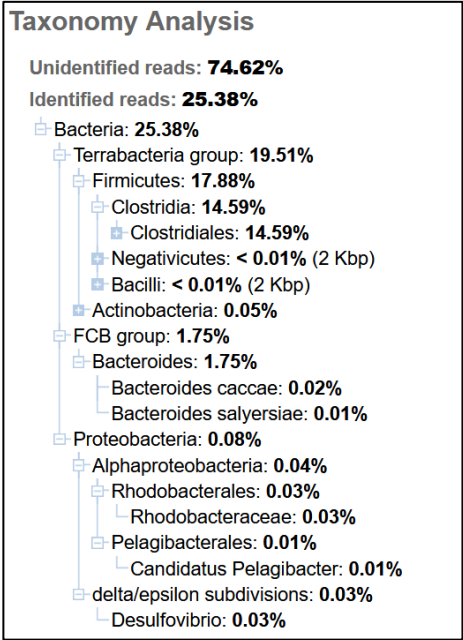 Taxonomy Analysis
Unidentified reads: 74.62%
Identified reads: 25.38%
Bacteria: 25.38%
Terrabacteria group: 19.51%
Firmicutes: 17.88%
Clostridia: 14.59%
Clostridiales: 14.59%
Negativicutes: < 0.01% (2 Kbp)
Bacilli: < 0.01% (2 Kbp)
Actinobacteria: 0.05%
FCB group: 1.75%
Bacteroides: 1.75%
Bacteroides caccae: 0.02%
Bacteroides salyersiae: 0.01%
Proteobacteria: 0.08%
Alphaproteobacteria: 0.04%
Rhodobacterales: 0.03%
Rhodobacteraceae: 0.03%
Pelagibacterales: 0.01%
Candidatus Pelagibacter: 0.01%
delta/epsilon subdivisions: 0.03%
Desulfovibrio: 0.03%